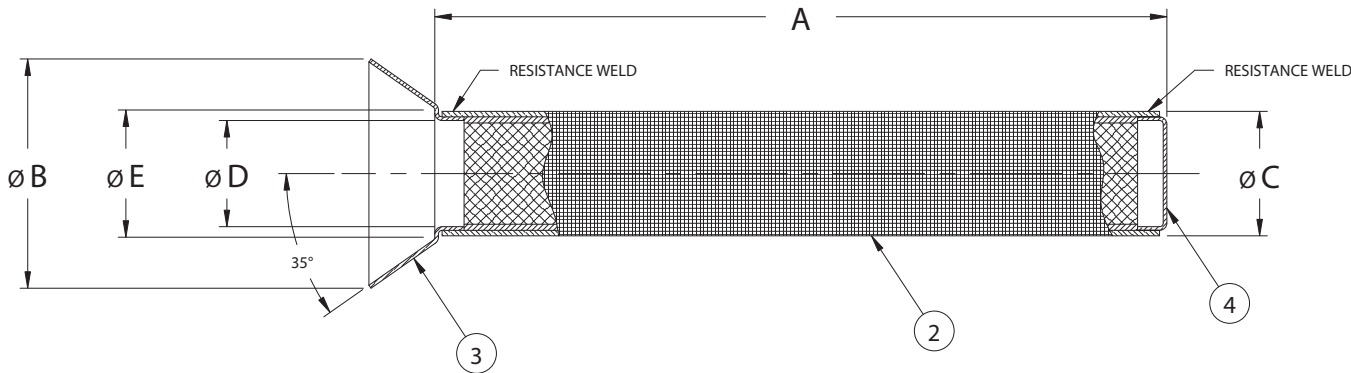 A
RESISTANCE WELD
RESISTANCE WELD
Ø B
Ø E
Ø D
Ø C
35°
3
2
4